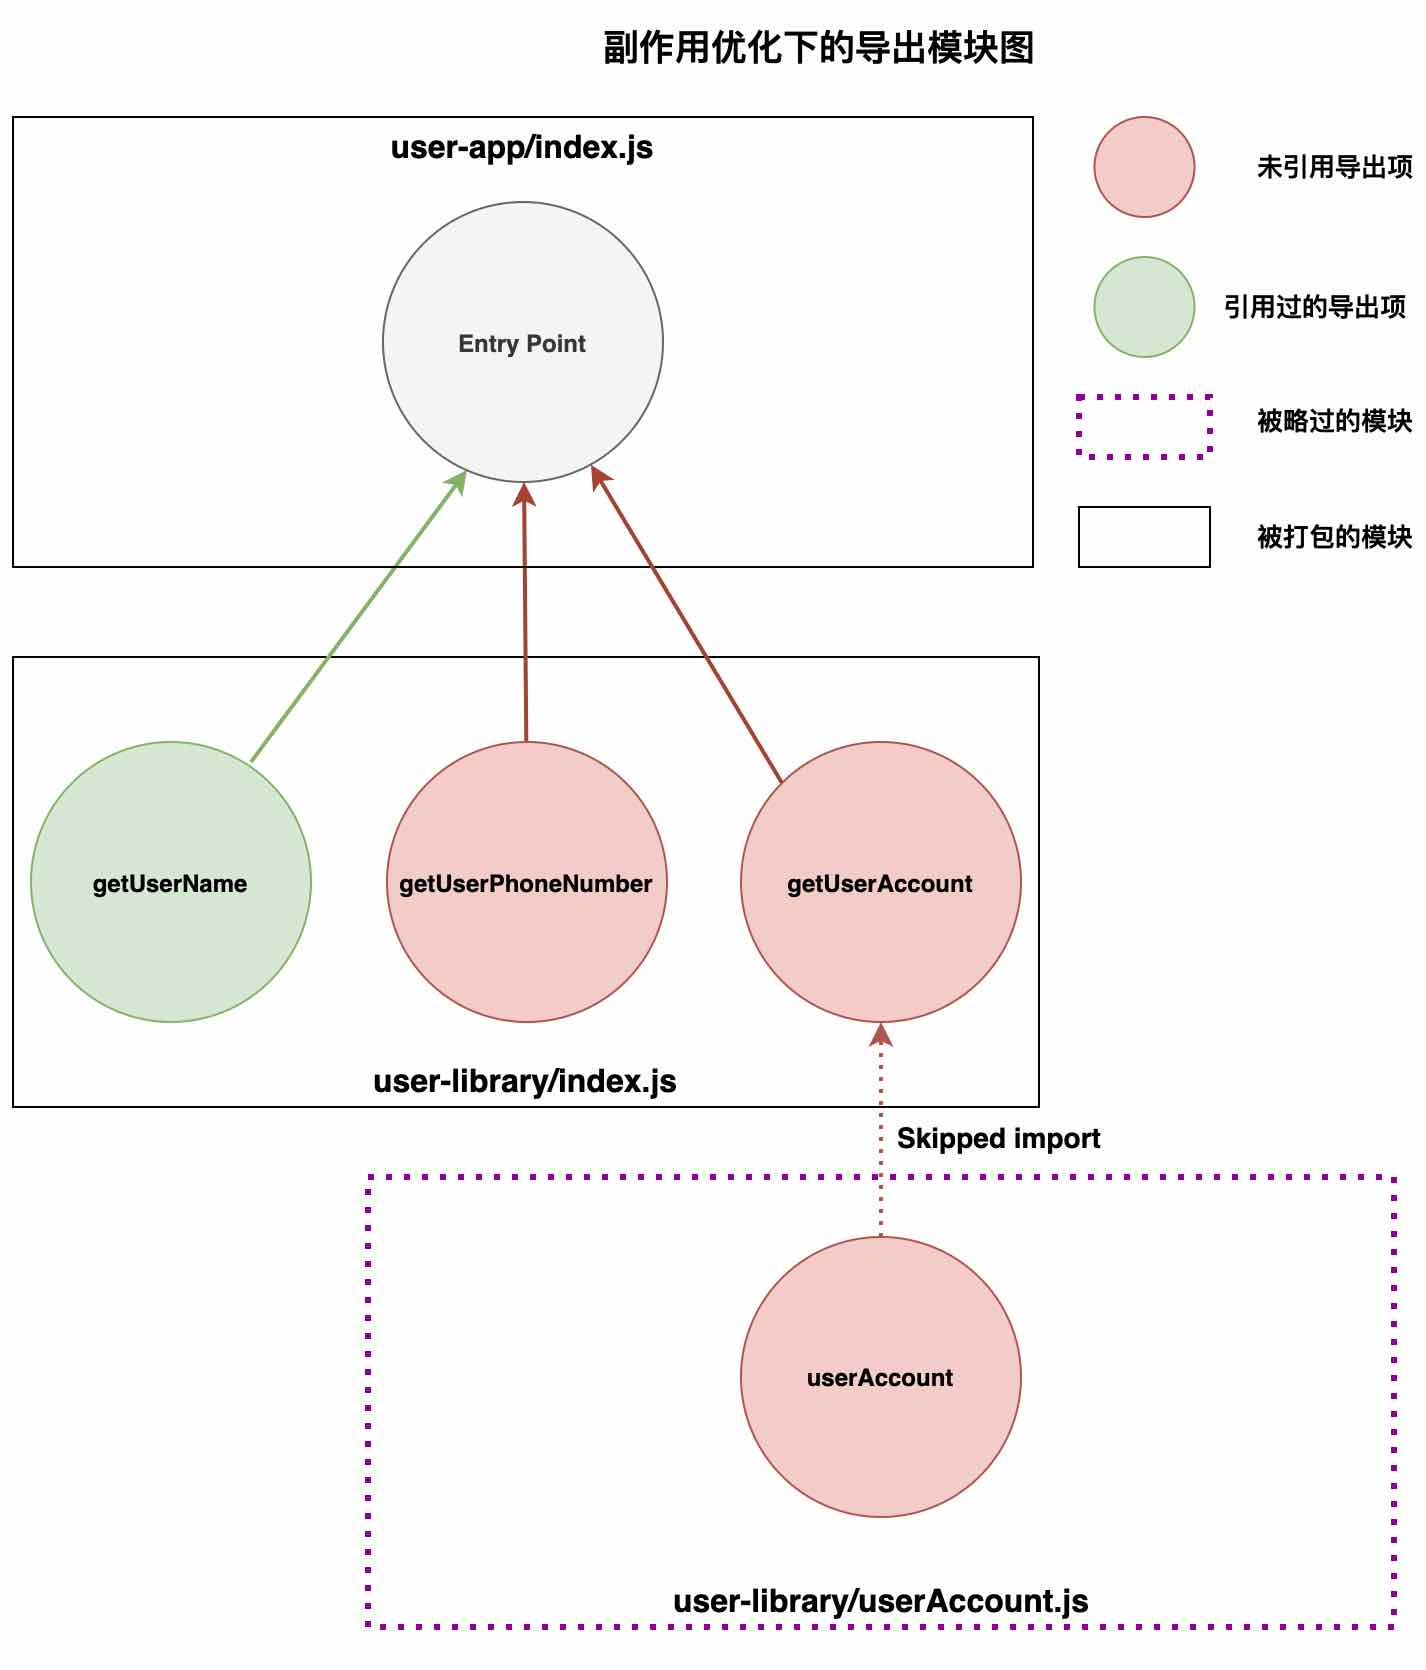 副作用优化下的导出模块图
user-app/index.js
未引用导出项
引用过的导出项
Entry Point
被略过的模块
被打包的模块
getUserName
getUserPhoneNumber
getUserAccount
user-library/index.js
Skipped import
userAccount
user-library/userAccount.js